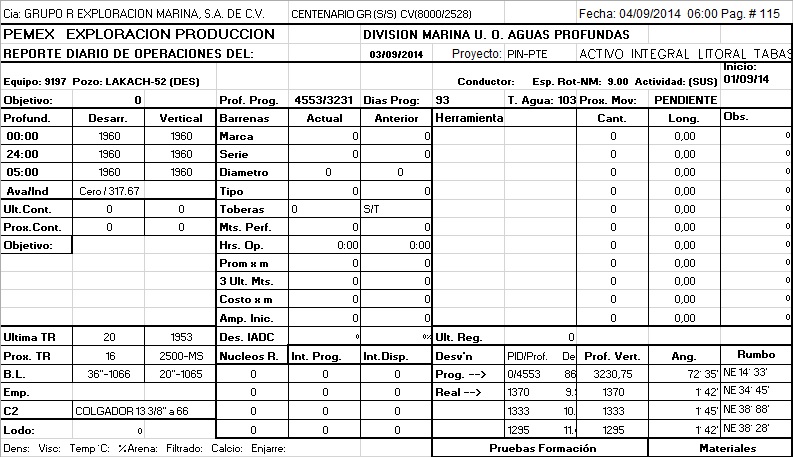 Cia: GRUPO R EXPLORACION MARINA, S.A. DE C.V. CENTENARIO GR (S/S) CV(8000/2528) Fecha: 04/09/2014 06:00 Pag. # 115
PEMEX EXPLORACION PRODUCCION DIVISION MARINA U. O. AGUAS PROFUNDAS
REPORTE DIARIO DE OPERACIONES DEL: 03/09/2014 Proyecto: PIN-PTE ACTIVO INTEGRAL LITORAL TABAS
Equipo: 9197 Pozo: LAKACH-52 (DES) Conductor: Esp. Rot-NM: 9.00 Actividad: (SUS) Inicio: 01/09/14
Objetivo: 0 Prof. Prog. 4553/3231 Dias Prog: 93 T. Agua: 103 Prox. Mov: PENDIENTE
Profund. Desarr. Vertical Barrenas Actual Anterior Herramienta Cant. Long. Obs.
00:00 1960 1960 Marca 0 0 0 0,00 0
24:00 1960 1960 Serie 0 0 0 0,00 0
05:00 1960 1960 Diametro 0 0 0 0,00 0
Ava/Ind Cero / 317.67 Tipo 0 0 0 0,00 0
Ult.Cont. 0 0 Toberas 0 S/T 0 0,00 0
Prox.Cont. 0 0 Mts. Perf. 0 0 0 0,00 0
Objetivo: Hrs. Op. 0:00 0:00 0 0,00 0
Prom x m 0 0 0 0,00 0
3 Ult. Mts. 0 0 0 0,00 0
Costo x m 0 0 0 0,00 0
Amp. Inic. 0 0 0 0,00 0
Ultima TR 20 1953 Des. IADC 0 0% Ult. Reg. 0
Prox. TR 16 2500-MS Nucleos R. Int. Prog. Int.Disp. Desv'n PID/Prof. De Prof. Vert. Ang. Rumbo
B.L. 36"-1066 20"-1065 0 0 0 Prog. --> 0/4553 86 3230,75 72' 35' NE 14' 33'
Emp. 0 0 0 Real --> 1370 9. 1370 1' 42' NE 34' 45'
C2 COLGADOR 13 3/8" a 66 0 0 0 1333 10. 1333 1' 45' NE 38' 88'
Lodo: 0 0 0 0 1295 11. 1295 1' 42' NE 38' 28'
Dens: Visc: Temp °C: %Arena: Filtrado: Calcio: Enjarre: Pruebas Formación Materiales